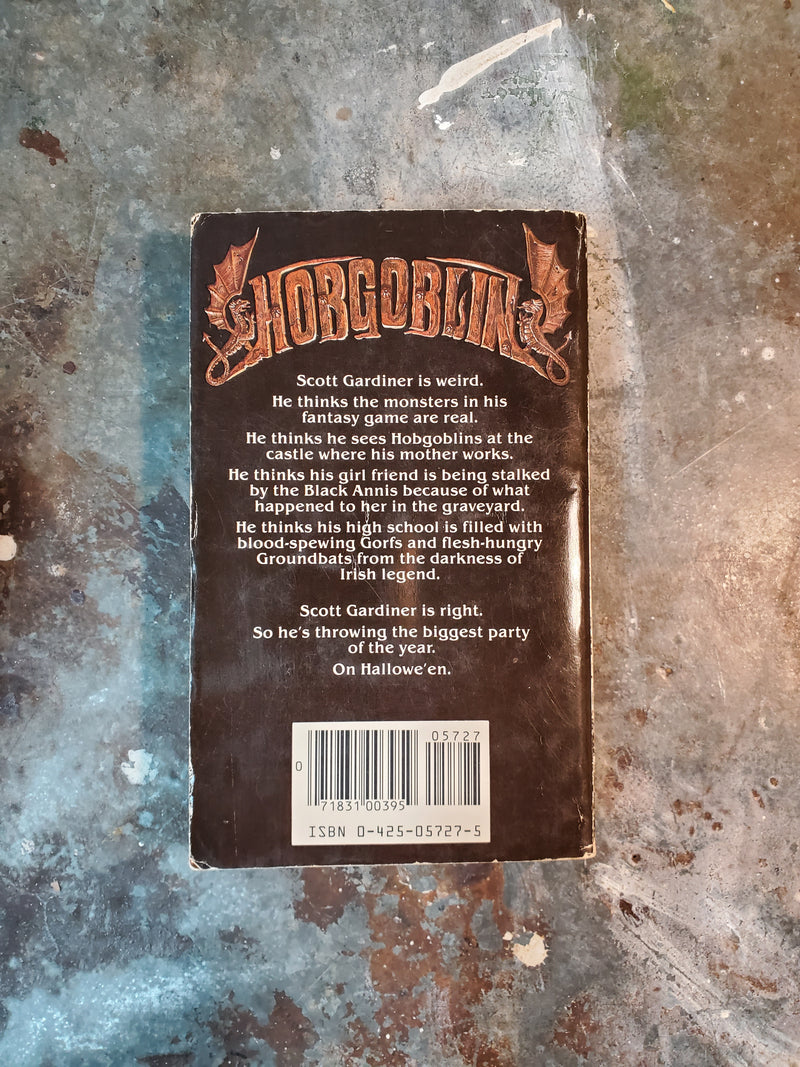 HOBGOBLIN
Scott Gardiner is weird.
He thinks the monsters in his
fantasy game are real.
He thinks he sees Hobgoblins at the
castle where his mother works.
He thinks his girl friend is being stalked
by the Black Annis because of what
happened to her in the graveyard.
He thinks his high school is filled with
blood-spewing Gorfs and flesh-hungry
Groundbats from the darkness of
Irish legend.
Scott Gardiner is right.
So he's throwing the biggest party
of the year.
On Hallowe'en.
05727
0
71831 00395
ISBN 0-425-05727-5